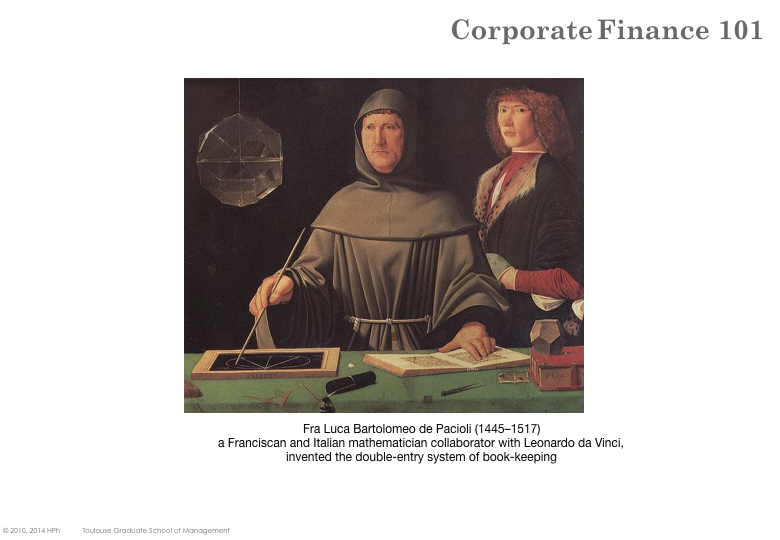 Corporate Finance 101
Fra Luca Bartolomeo de Pacioli (1445–1517)
a Franciscan and Italian mathematician collaborator with Leonardo da Vinci,
invented the double-entry system of book-keeping
© 2010, 2014 HPh Toulouse Graduate School of Management